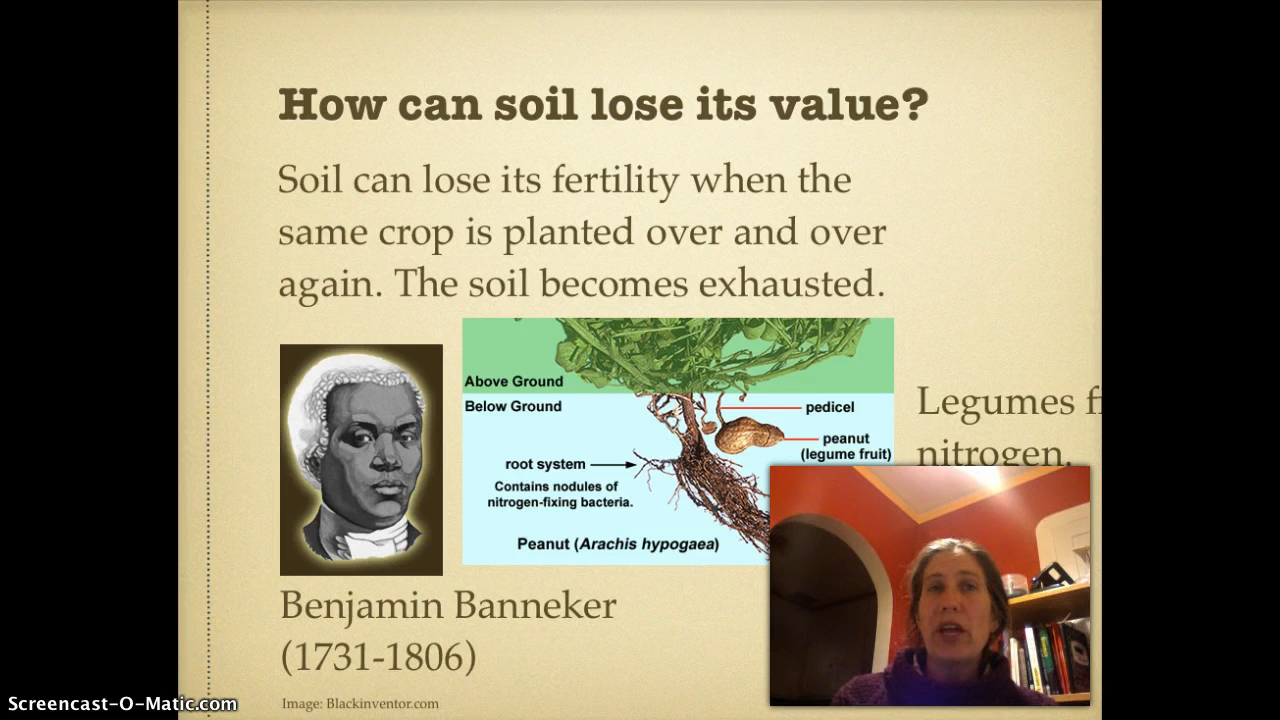 How can soil lose its value?
Soil can lose its fertility when the
same crop is planted over and over
again. The soil becomes exhausted.
Above Ground
Below Ground
pedicel
peanut
(legume fruit)
root system
Contains nodules of
nitrogen-fixing bacteria.
Peanut (Arachis hypogaea)
Legumes
nitrogen.
Benjamin Banneker
(1731-1806)
Image: Blackinventor.com
Screencast-O-Matic.com